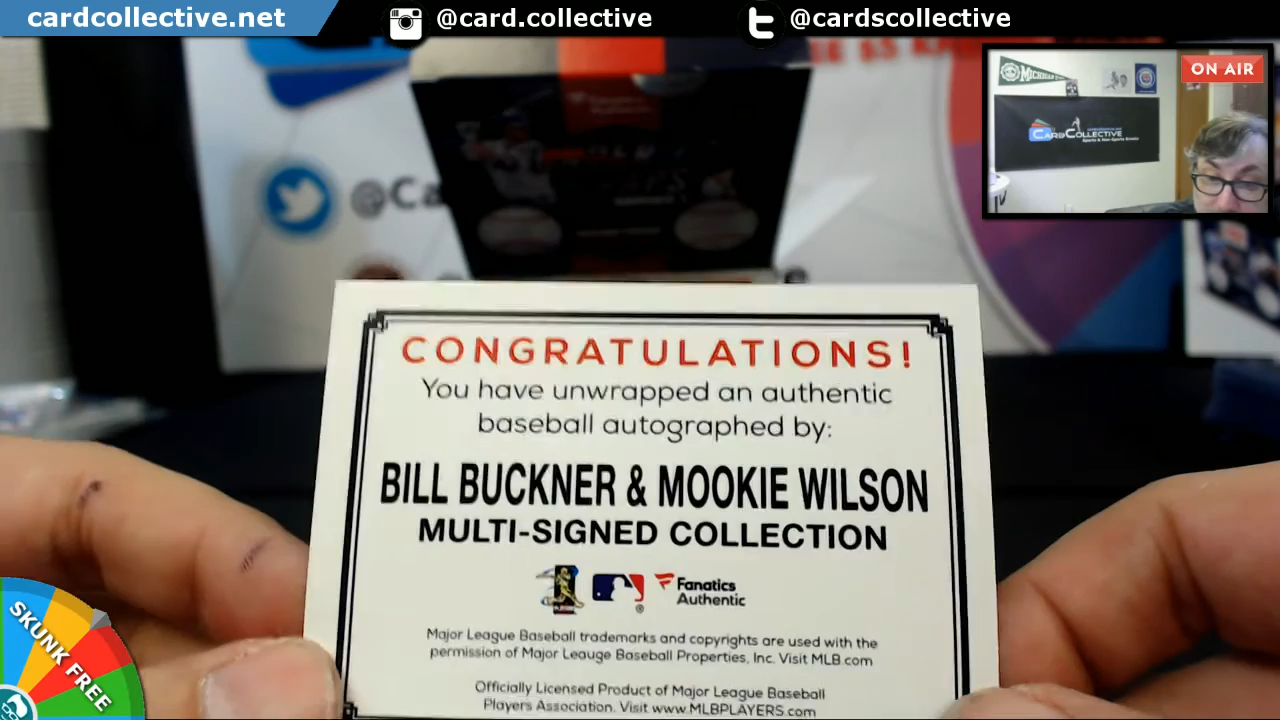 cardcollective.net
@card.collective
@cardscollective
ON AIR
CARDCOLLECTIVE
@Ca
CONGRATULATIONS!
You have unwrapped an authentic
baseball autographed by:
BILL BUCKNER & MOOKIE WILSON
MULTI-SIGNED COLLECTION
Fanatics
Authentic
Major League Baseball trademarks and copyrights are used with the
permission of Major Leauge Baseball Properties, Inc. Visit MLB.com
Officially Licensed Product of Major League Baseball
Players Association. Visit www.MLBPLAYERS.com
SKUNK FREE